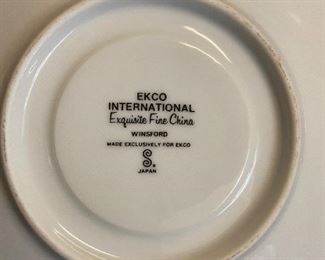 EKCO
INTERNATIONAL
Exquisite Fine China
WINSFORD
MADE EXCLUSIVELY FOR EKCO
S.
JAPAN